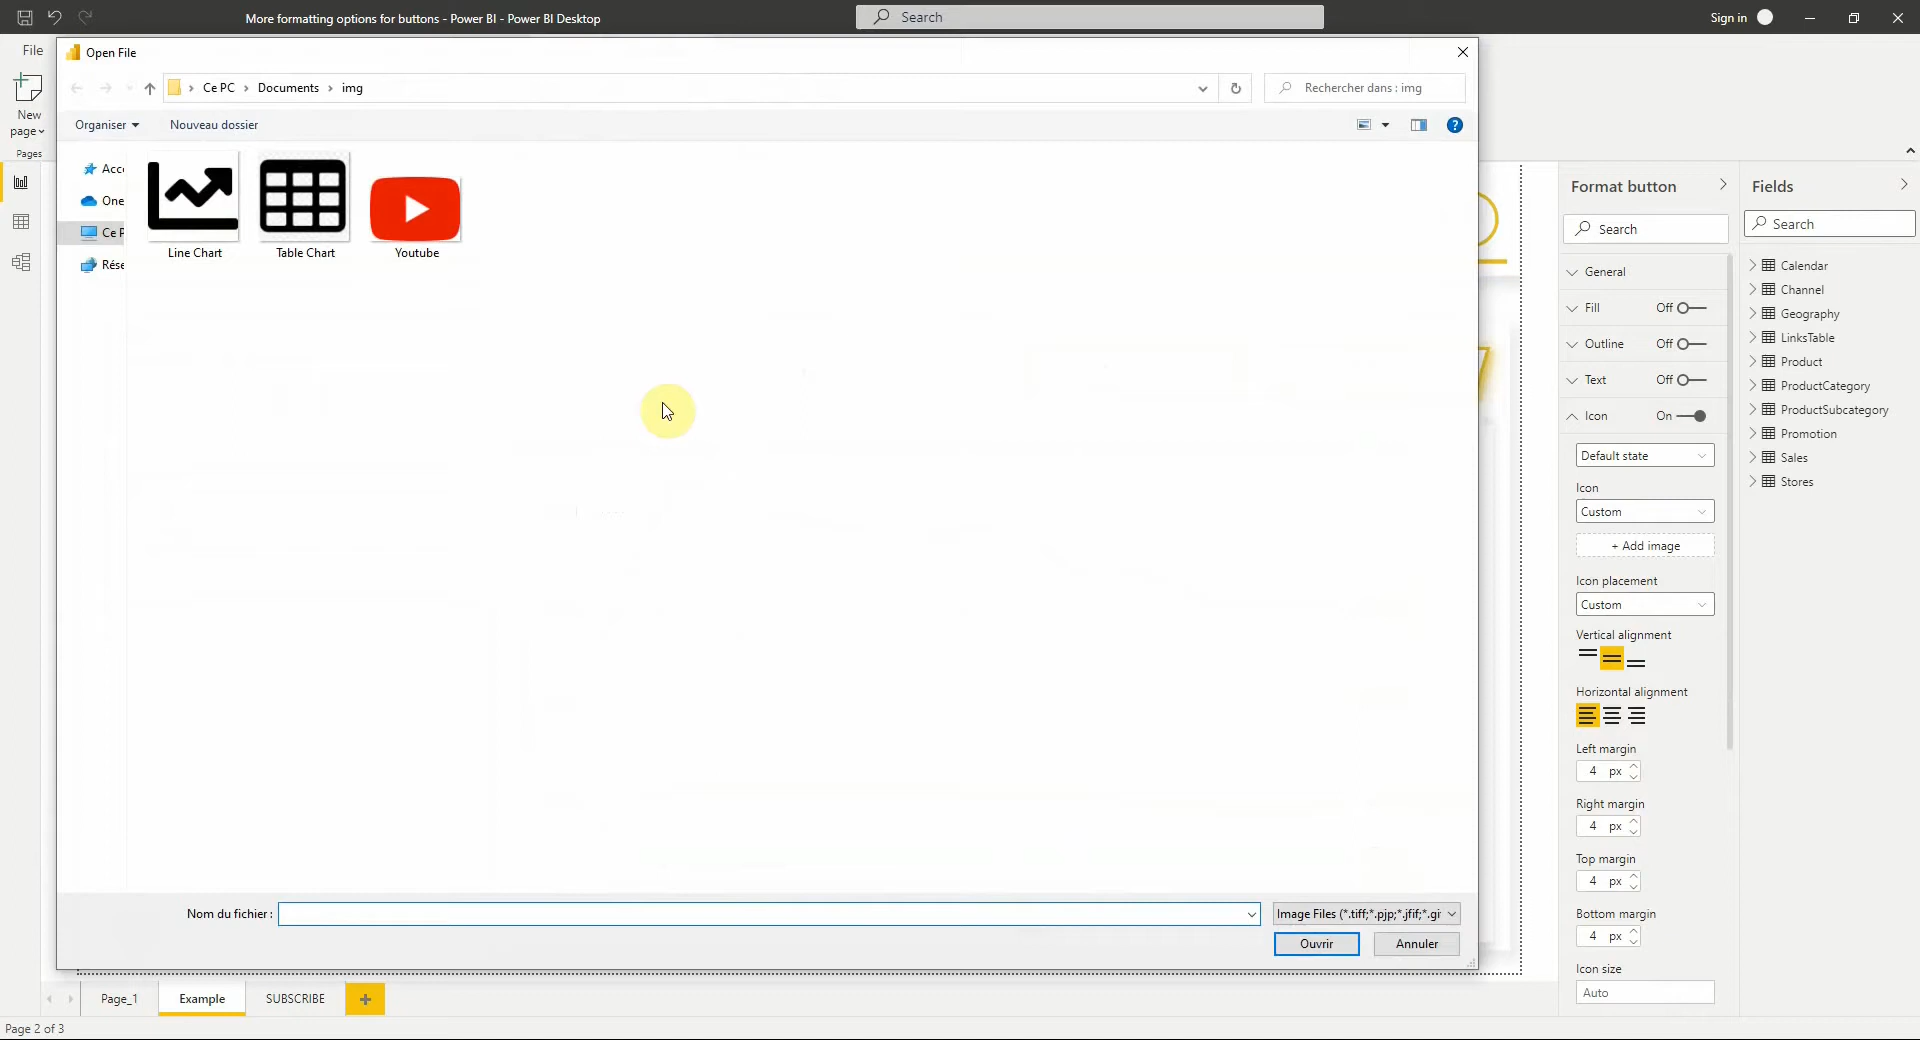 More formatting options for buttons - Power BI - Power BI Desktop
Search
Sign in
File
New
page
Pages
Open File
Ce PC › Documents › img
Rechercher dans : img
Organiser
Nouveau dossier
Line Chart
Table Chart
Youtube
Nom du fichier :
Image Files (*.tiff;*.pjp;*.jfif;*.gi
Ouvrir
Annuler
Format button
Search
General
Fill Off
Outline Off
Text Off
Icon On
Default state
Icon
Custom
+ Add image
Icon placement
Custom
Vertical alignment
Horizontal alignment
Left margin
4 px
Right margin
4 px
Top margin
4 px
Bottom margin
4 px
Icon size
Auto
Fields
Search
Calendar
Channel
Geography
LinksTable
Product
ProductCategory
ProductSubcategory
Promotion
Sales
Stores
Page_1
Example
SUBSCRIBE
Page 2 of 3